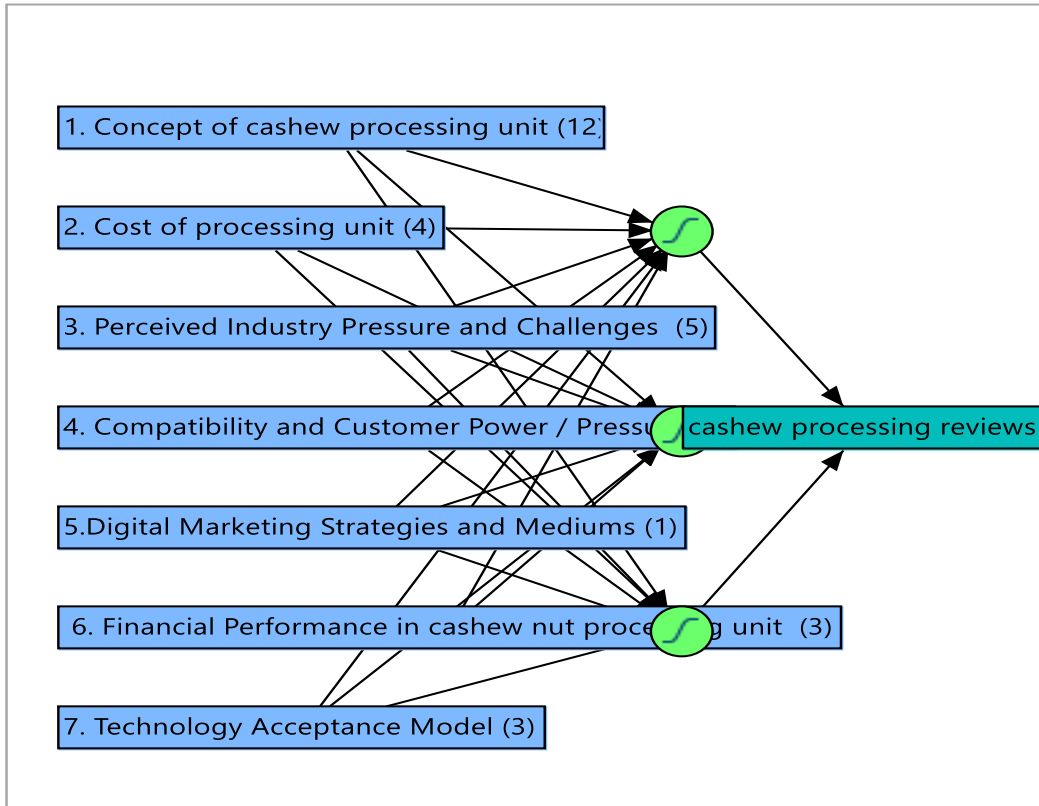 1. Concept of cashew processing unit (12)
2. Cost of processing unit (4)
3. Perceived Industry Pressure and Challenges (5)
4. Compatibility and Customer Power / Pressu
cashew processing reviews
5.Digital Marketing Strategies and Mediums (1)
6. Financial Performance in cashew nut proce g unit (3)
7. Technology Acceptance Model (3)